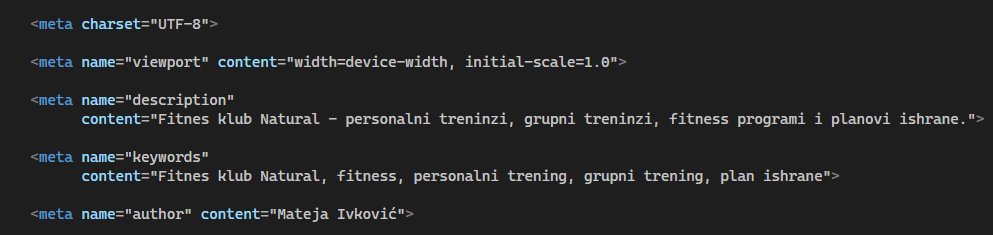 <meta charset="UTF-8">
<meta name="viewport" content="width=device-width, initial-scale=1.0">
<meta name="description"
content="Fitnes klub Natural - personalni treninzi, grupni treninzi, fitness programi i planovi ishrane.">
<meta name="keywords"
content="Fitnes klub Natural, fitness, personalni trening, grupni trening, plan ishrane">
<meta name="author" content="Mateja Ivković">